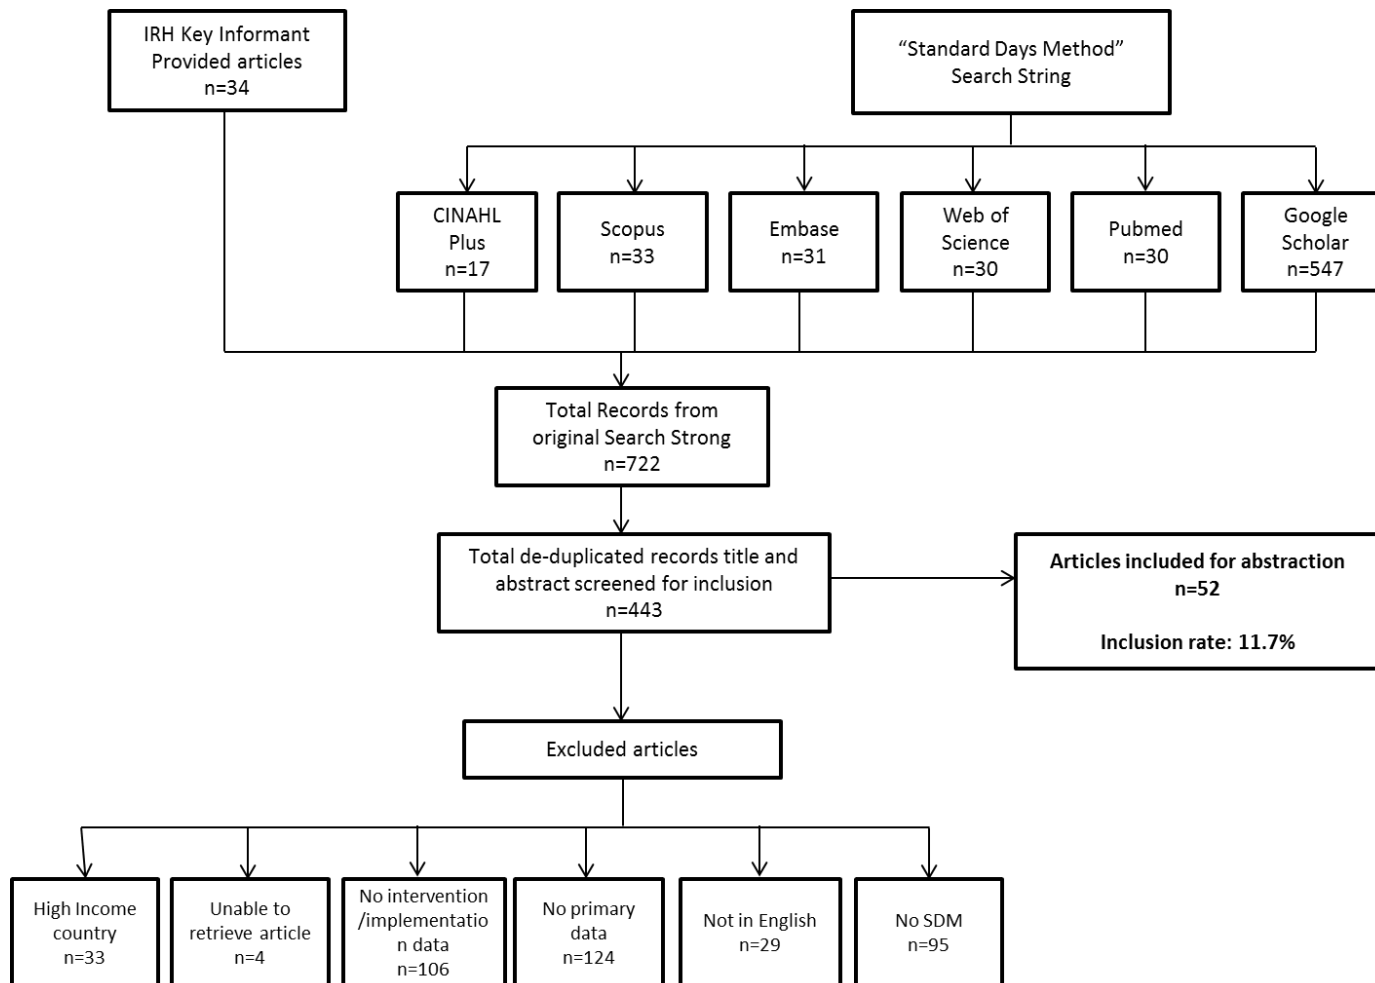 IRH Key Informant
Provided articles
n=34
“Standard Days Method”
Search String
CINAHL
Plus
n=17
Scopus
n=33
Embase
n=31
Web of
Science
n=30
Pubmed
n=30
Google
Scholar
n=547
Total Records from
original Search Strong
n=722
Total de-duplicated records title and
abstract screened for inclusion
n=443
Articles included for abstraction
n=52
Inclusion rate: 11.7%
Excluded articles
High Income
country
n=33
Unable to
retrieve article
n=4
No intervention
/implementatio
n data
n=106
No primary
data
n=124
Not in English
n=29
No SDM
n=95